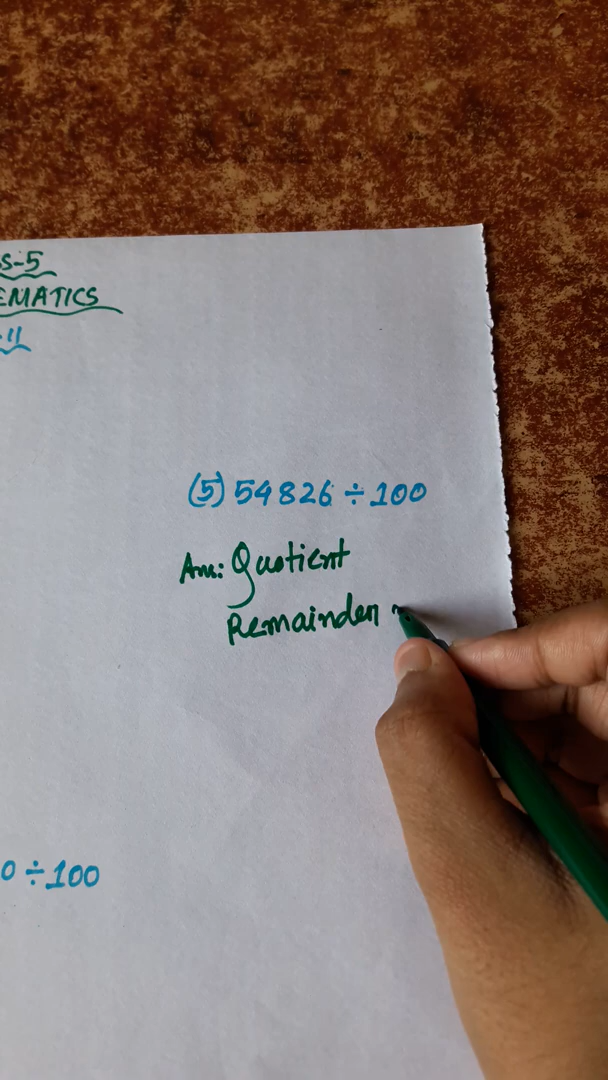 S-5
EMATICS
.11
(5) 54826 ÷ 100
Ans: Quotient
Remainder
0 ÷ 100